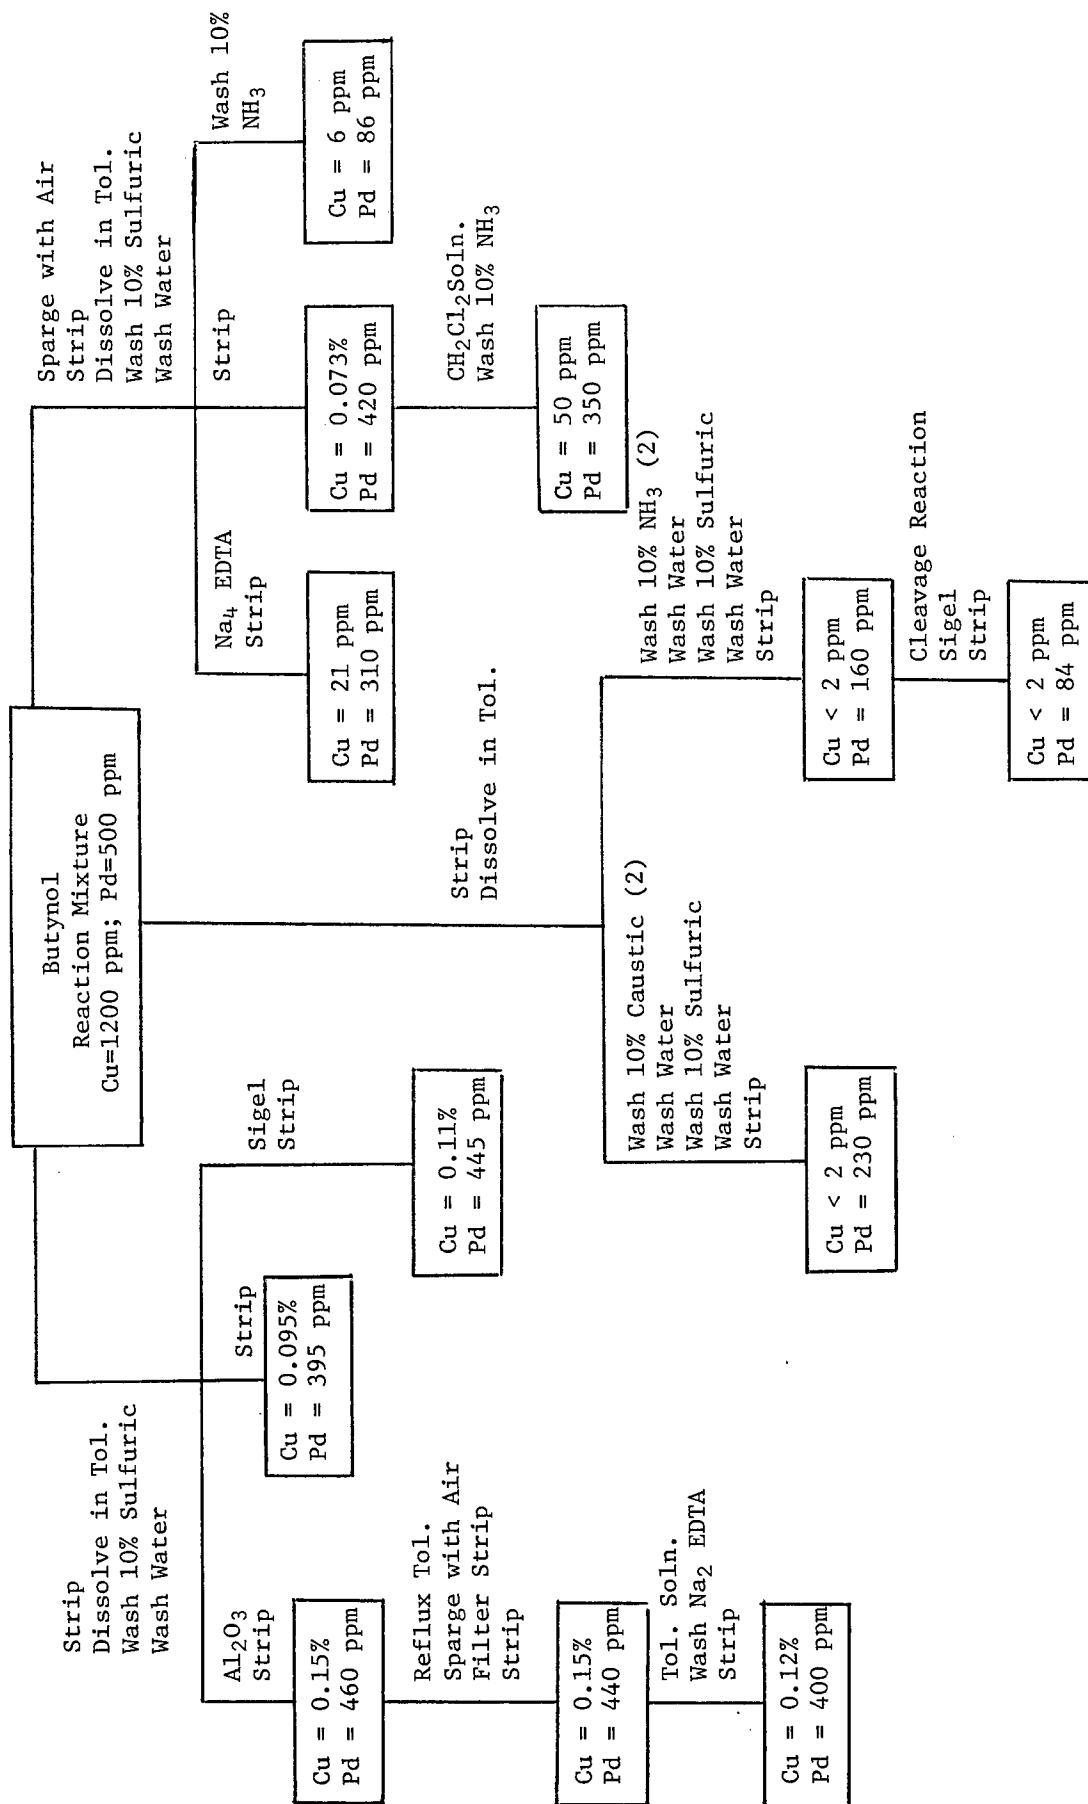 Butynol
Reaction Mixture
Cu=1200 ppm; Pd=500 ppm
Strip
Dissolve in Tol.
Wash 10% Sulfuric
Wash Water
Al2O3
Strip
Cu = 0.15%
Pd = 460 ppm
Reflux Tol.
Sparge with Air
Filter Strip
Strip
Cu = 0.15%
Pd = 440 ppm
Tol. Soln.
Wash Na2 EDTA
Strip
Cu = 0.12%
Pd = 400 ppm
Strip
Cu = 0.095%
Pd = 395 ppm
Sigel
Strip
Cu = 0.11%
Pd = 445 ppm
Strip
Dissolve in Tol.
Wash 10% Caustic (2)
Wash Water
Wash 10% Sulfuric
Wash Water
Strip
Cu < 2 ppm
Pd = 230 ppm
Wash 10% NH3 (2)
Wash Water
Wash 10% Sulfuric
Wash Water
Strip
Cu < 2 ppm
Pd = 160 ppm
Cleavage Reaction
Sigel
Strip
Cu < 2 ppm
Pd = 84 ppm
Sparge with Air
Strip
Dissolve in Tol.
Wash 10% Sulfuric
Wash Water
Na4 EDTA
Strip
Cu = 21 ppm
Pd = 310 ppm
Strip
Cu = 0.073%
Pd = 420 ppm
CH2Cl2Soln.
Wash 10% NH3
Cu = 50 ppm
Pd = 350 ppm
Wash 10%
NH3
Cu = 6 ppm
Pd = 86 ppm